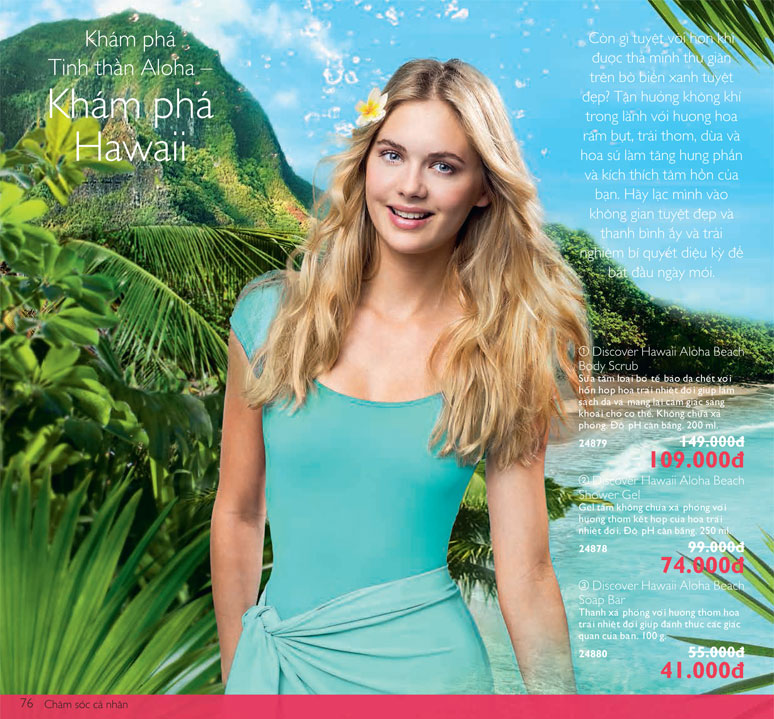 Khám phá
Tinh thần Aloha –
Khám phá
Hawaii
Còn gì tuyệt vời hơn khi
được thả mình thư giãn
trên bờ biển xanh tuyệt
đẹp? Tận hưởng không khí
trong lành với hương hoa
râm bụt, trái thơm, dừa và
hoa sứ làm tăng hưng phấn
và kích thích tâm hồn của
bạn. Hãy lạc mình vào
không gian tuyệt đẹp và
thanh bình ấy và trải
nghiệm bí quyết diệu kỳ để
bắt đầu ngày mới.
① Discover Hawaii Aloha Beach
Body Scrub
Sữa tắm loại bỏ tế bào da chết với
hỗn hợp hoa trái nhiệt đới giúp làm
sạch da và mang lại cảm giác sảng
khoái cho cơ thể. Không chứa xà
phòng. Độ pH cân bằng. 200 ml.
24879 149.000đ
109.000đ
② Discover Hawaii Aloha Beach
Shower Gel
Gel tắm không chứa xà phòng với
hương thơm kết hợp của hoa trái
nhiệt đới. Độ pH cân bằng. 250 ml.
24878 99.000đ
74.000đ
③ Discover Hawaii Aloha Beach
Soap Bar
Thanh xà phòng với hương thơm hoa
trái nhiệt đới giúp đánh thức các giác
quan của bạn. 100 g.
24880 55.000đ
41.000đ
76 Chăm sóc cá nhân